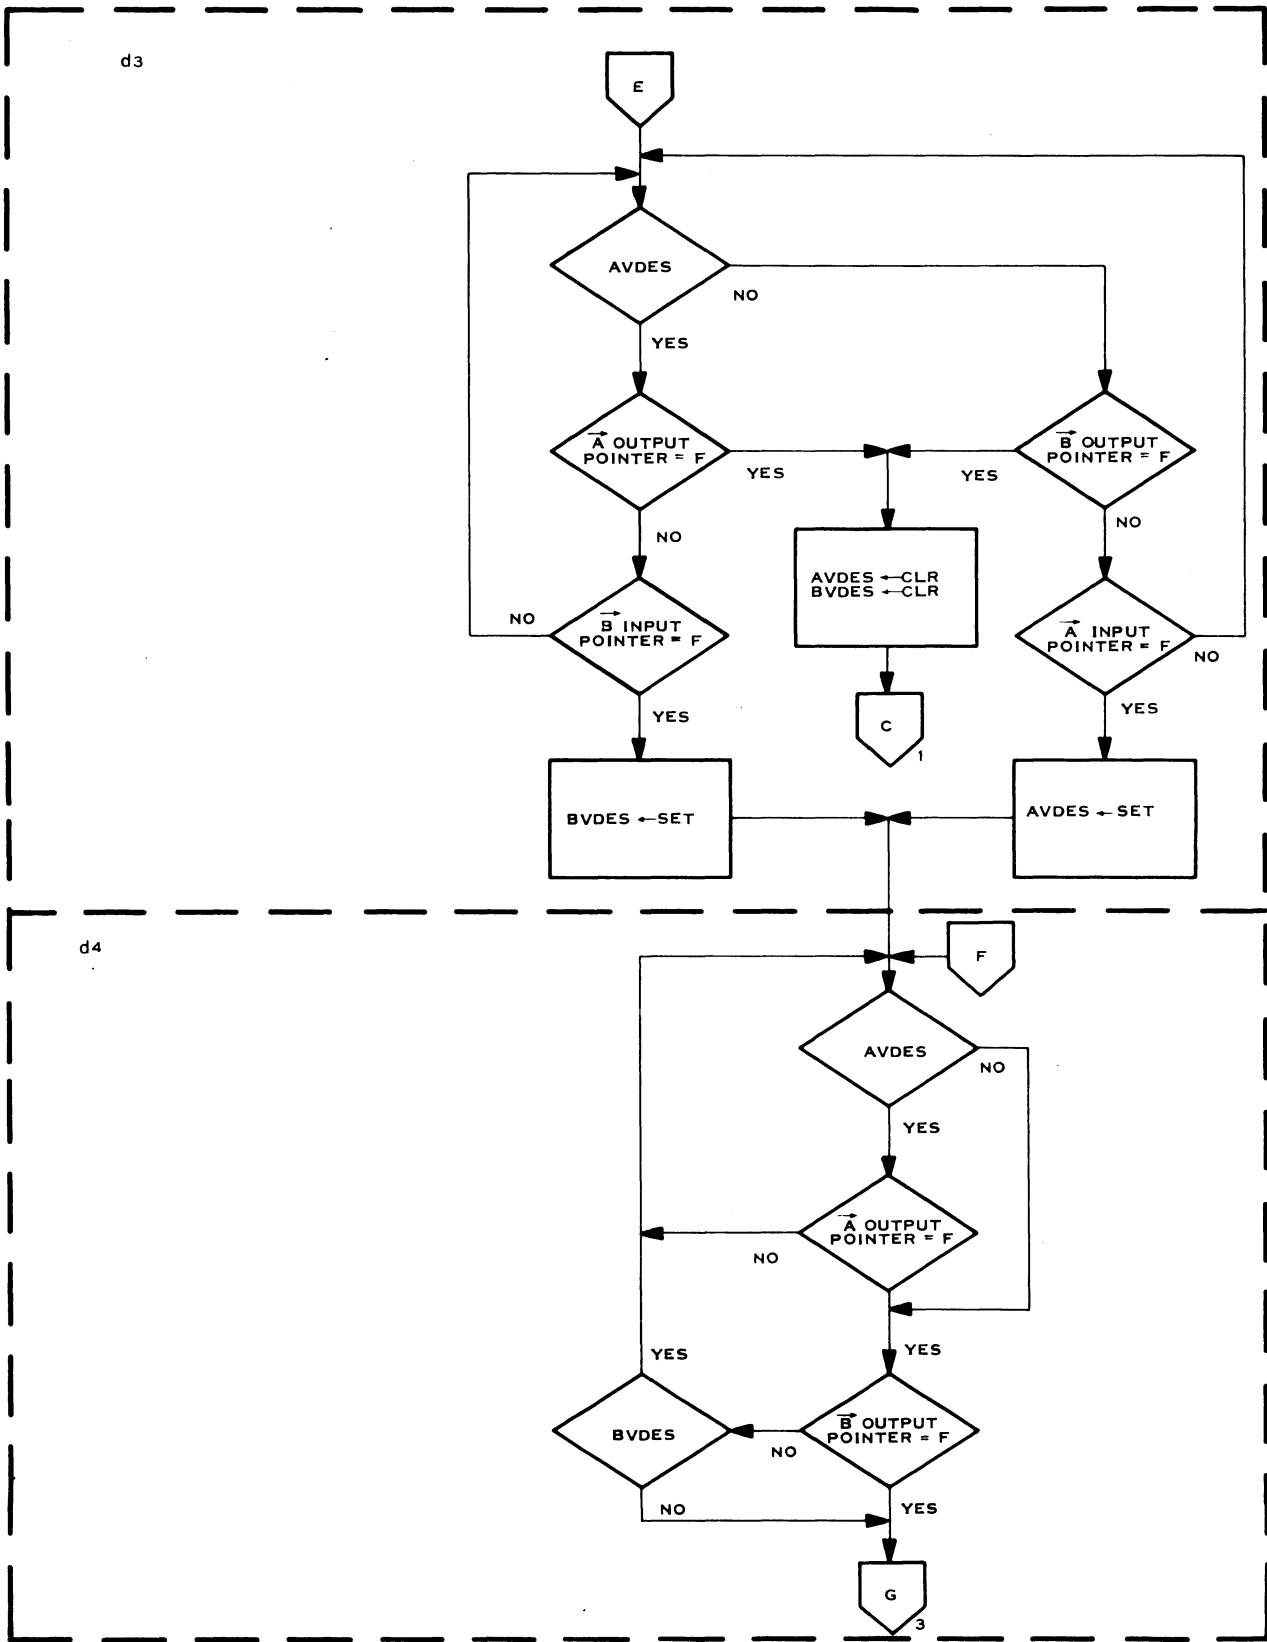 d3
E
AVDES
NO
YES
A OUTPUT
POINTER = F
YES
B OUTPUT
POINTER = F
YES
NO
NO
AVDES ←CLR
BVDES ←CLR
B INPUT
POINTER = F
NO
A INPUT
POINTER = F
NO
YES
C
1
YES
BVDES ←SET
AVDES ←SET
d4
F
AVDES
NO
YES
A OUTPUT
POINTER = F
NO
YES
YES
BVDES
B OUTPUT
POINTER = F
NO
NO
YES
G
3